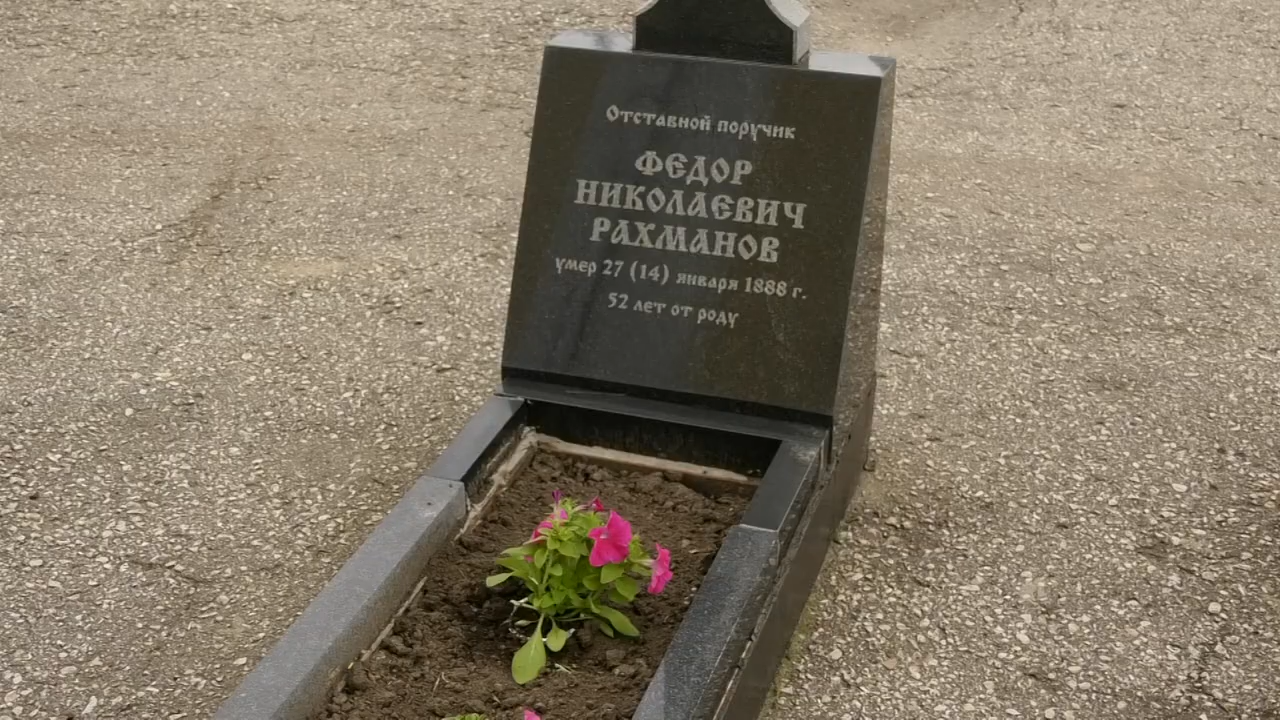 Отставной поручик
ФЕДОР
НИКОЛАЕВИЧ
РАХМАНОВ
умер 27 (14) января 1888 г.
52 лет от роду